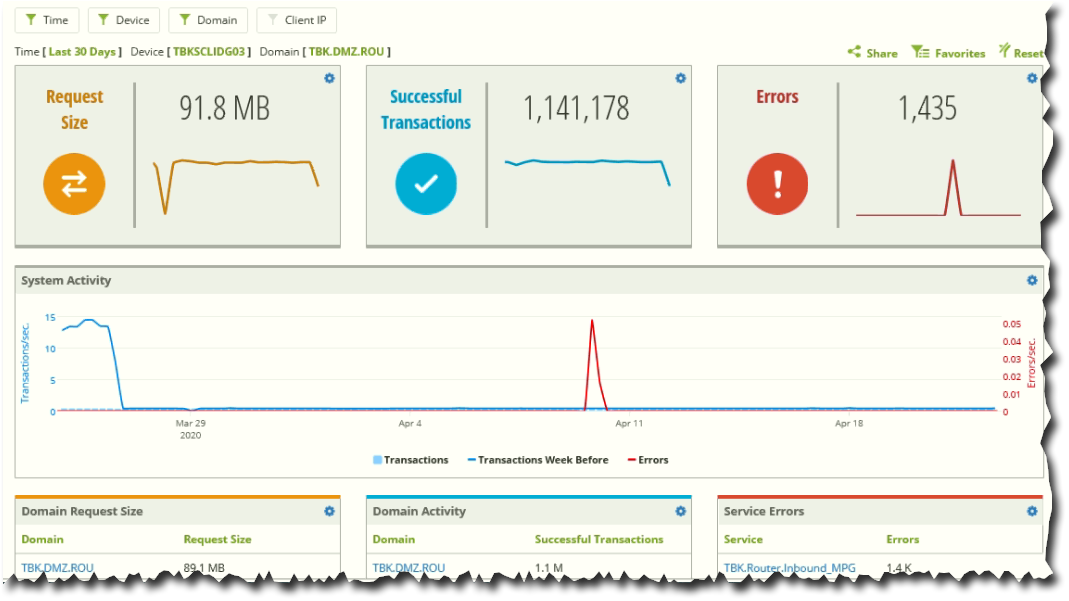 Time Device Domain Client IP
Time [ Last 30 Days ] Device [ TBKSCLIDG03 ] Domain [ TBK.DMZ.ROU ] Share Favorites Reset
Request
Size
91.8 MB
Successful
Transactions
1,141,178
Errors
1,435
System Activity
Transactions/sec.
15
10
5
0
0.05
0.04
0.03
0.02
0.01
0
Errors/sec.
Mar 29
2020
Apr 4
Apr 11
Apr 18
Transactions Transactions Week Before Errors
Domain Request Size
Domain Request Size
TBK.DMZ.ROU 89.1 MB
Domain Activity
Domain Successful Transactions
TBK.DMZ.ROU 1.1 M
Service Errors
Service Errors
TBK.Router.Inbound_MPG 1.4 K